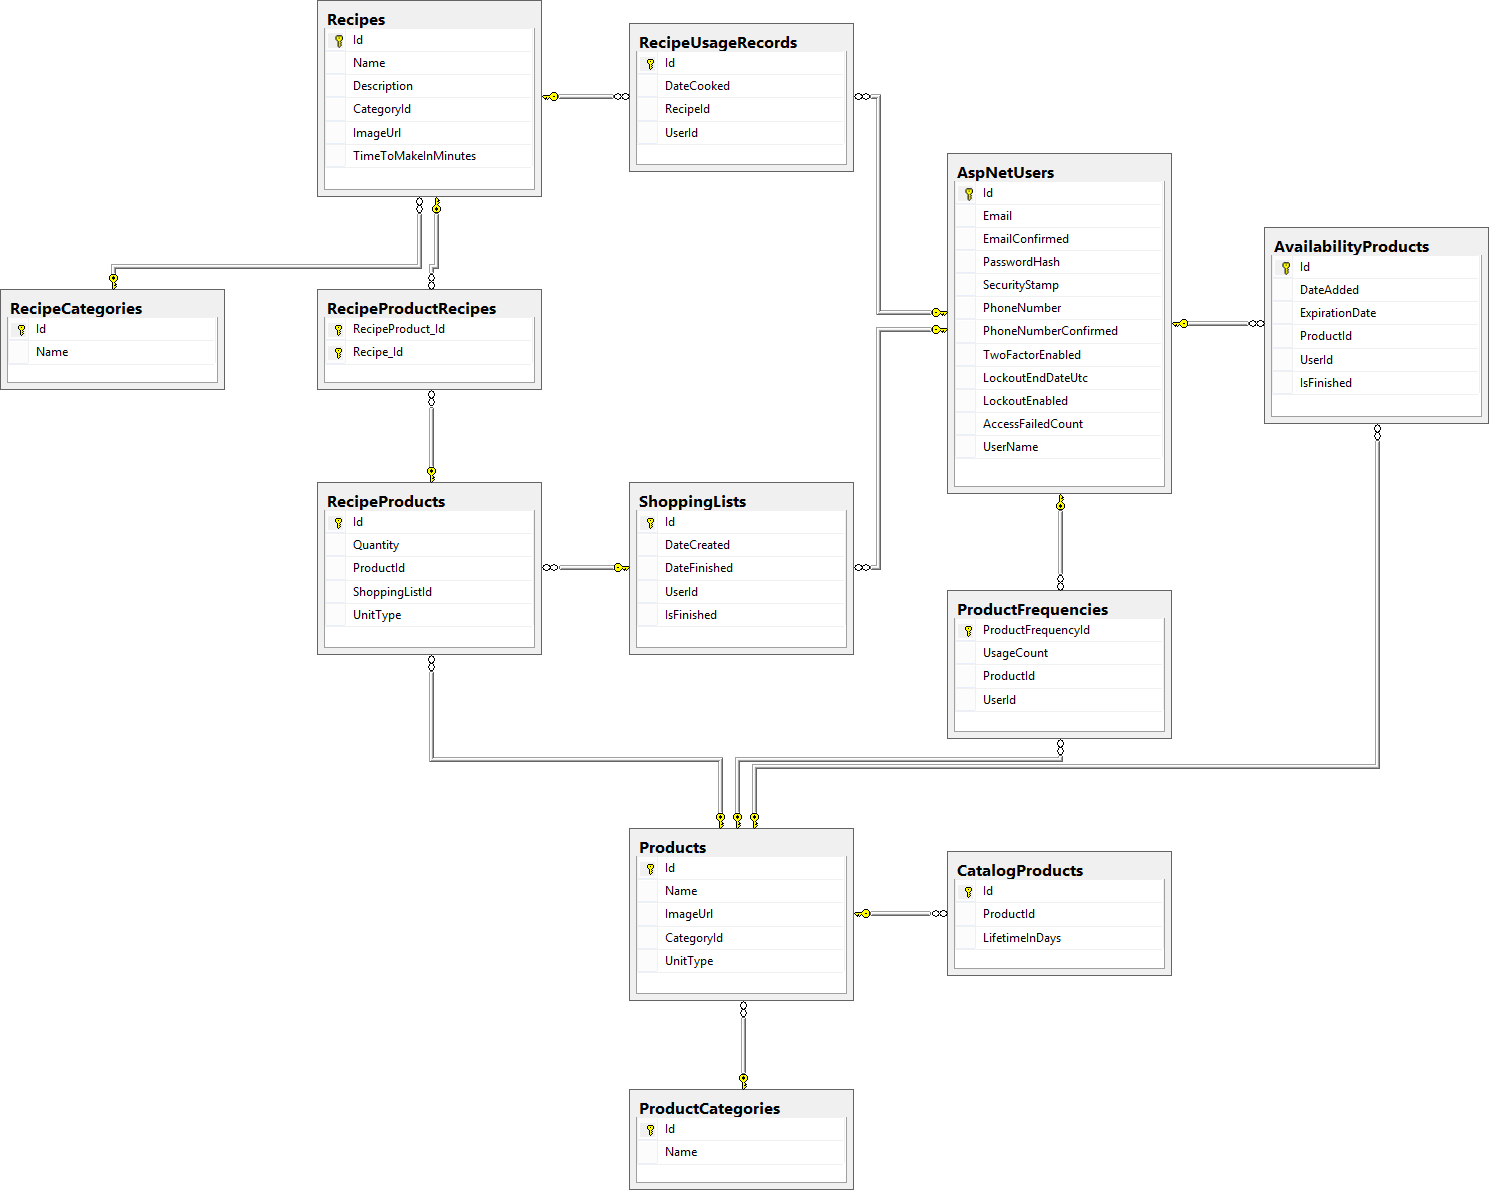 Recipes
Id
Name
Description
CategoryId
ImageUrl
TimeToMakeInMinutes
RecipeUsageRecords
Id
DateCooked
RecipeId
UserId
AspNetUsers
Id
Email
EmailConfirmed
PasswordHash
SecurityStamp
PhoneNumber
PhoneNumberConfirmed
TwoFactorEnabled
LockoutEndDateUtc
LockoutEnabled
AccessFailedCount
UserName
AvailabilityProducts
Id
DateAdded
ExpirationDate
ProductId
UserId
IsFinished
RecipeCategories
Id
Name
RecipeProductRecipes
RecipeProduct_Id
Recipe_Id
RecipeProducts
Id
Quantity
ProductId
ShoppingListId
UnitType
ShoppingLists
Id
DateCreated
DateFinished
UserId
IsFinished
ProductFrequencies
ProductFrequencyId
UsageCount
ProductId
UserId
Products
Id
Name
ImageUrl
CategoryId
UnitType
CatalogProducts
Id
ProductId
LifetimeInDays
ProductCategories
Id
Name